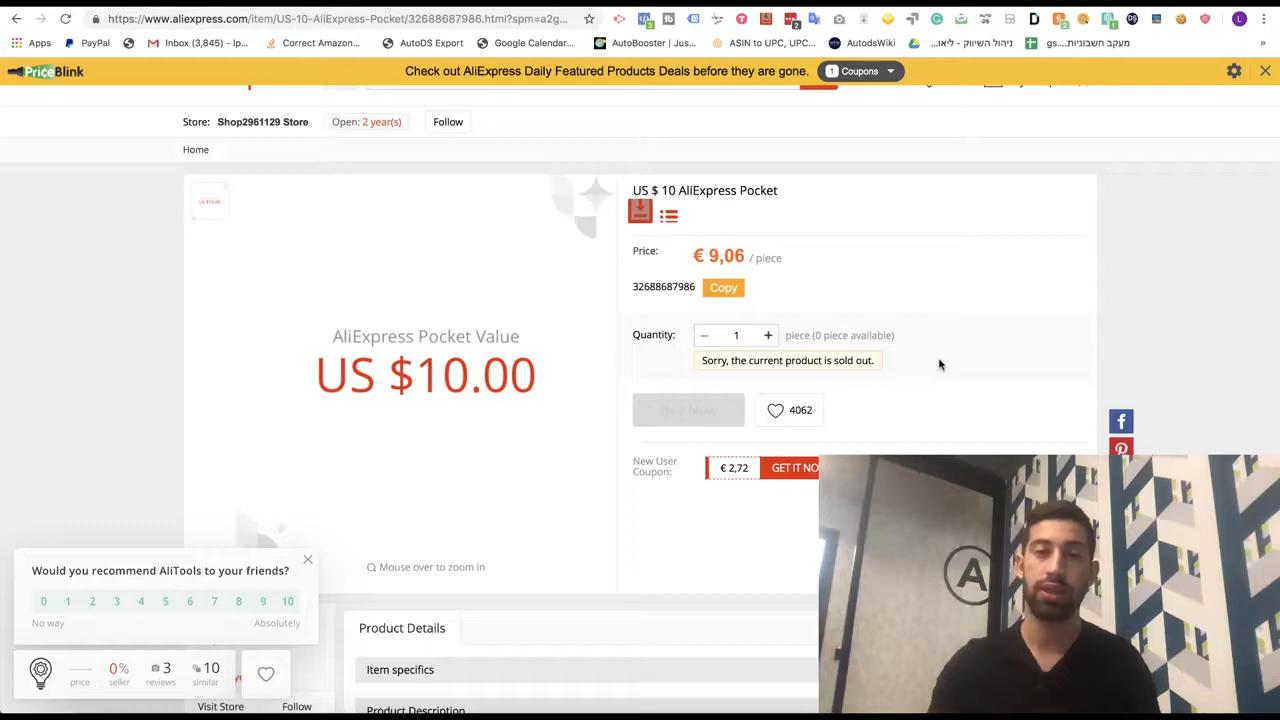 https://www.aliexpress.com/item/US-10-AliExpress-Pocket/32688687986.html?spm=a2g...
Apps
PayPal
Inbox (3,845) - lp...
Correct Amazon...
AutoDS Export
Google Calendar...
AutoBooster | Jus...
ASIN to UPC, UPC...
AutodsWiki
ניהול השיווק - ליאו...
מעקב חשבוניות.gs...
»
PriceBlink
Check out AliExpress Daily Featured Products Deals before they are gone.
1 Coupons
Store: Shop2961129 Store
Open: 2 year(s)
Follow
Home
US $10.00
US $ 10 AliExpress Pocket
Price: € 9,06 / piece
32688687986 Copy
Quantity: 1 piece (0 piece available)
Sorry, the current product is sold out.
AliExpress Pocket Value
US $10.00
Buy Now
4062
New User
Coupon:
€ 2,72
GET IT NO
Mouse over to zoom in
Would you recommend AliTools to your friends?
0 1 2 3 4 5 6 7 8 9 10
No way
Absolutely
price
0%
seller
3
reviews
10
similar
Visit Store
Follow
Product Details
Item specifics
Product Description
A